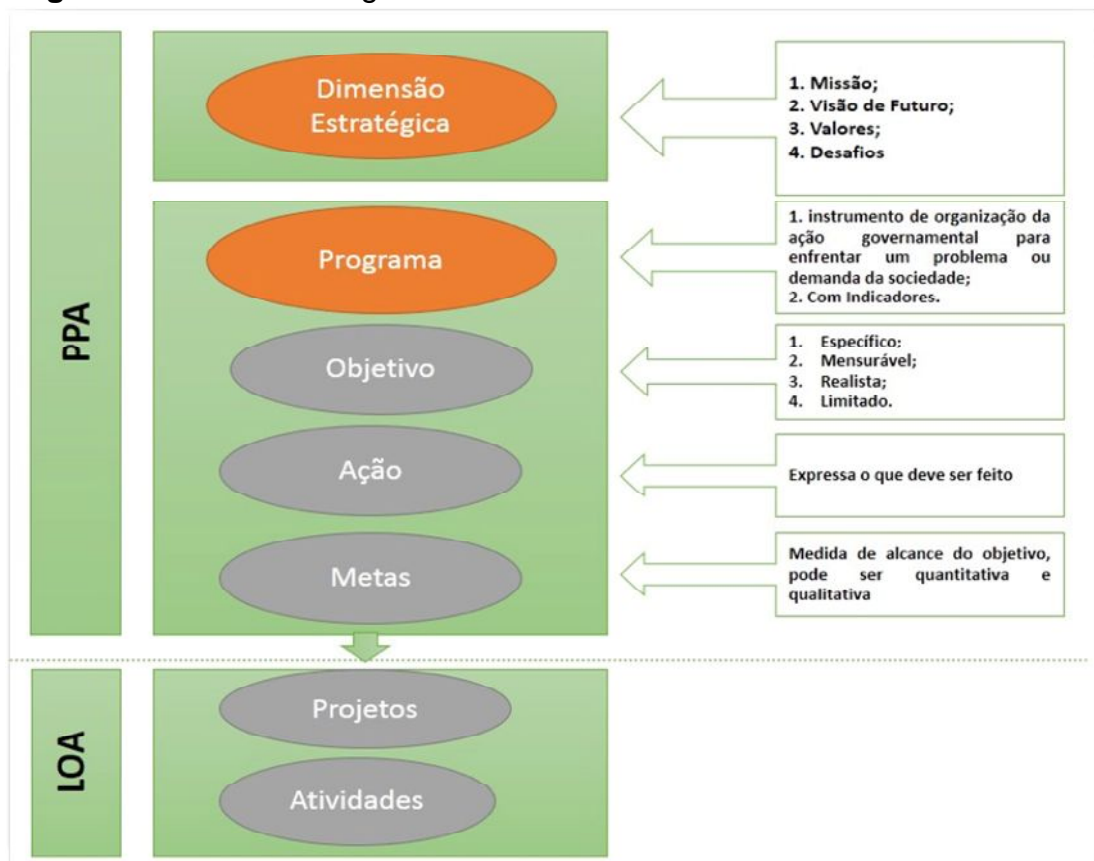 PPA
Dimensão
Estratégica
1. Missão;
2. Visão de Futuro;
3. Valores;
4. Desafios
Programa
1. instrumento de organização da
ação governamental para
enfrentar um problema ou
demanda da sociedade;
2. Com Indicadores.
Objetivo
1. Específico;
2. Mensurável;
3. Realista;
4. Limitado.
Ação
Expressa o que deve ser feito
Metas
Medida de alcance do objetivo,
pode ser quantitativa e
qualitativa
LOA
Projetos
Atividades